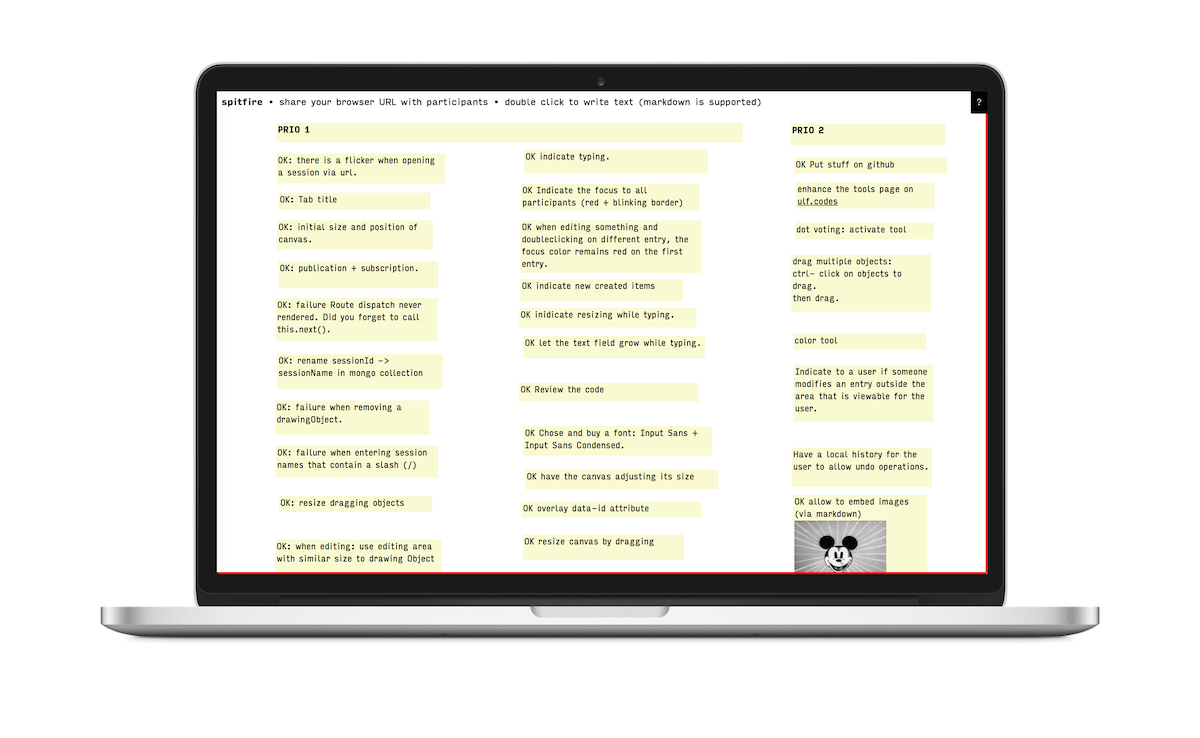 spitfire • share your browser URL with participants • double click to write text (markdown is supported)
?
PRIO 1
OK: there is a flicker when opening
a session via url.
OK: Tab title
OK: initial size and position of
canvas.
OK: publication + subscription.
OK: failure Route dispatch never
rendered. Did you forget to call
this.next().
OK: rename sessionId ->
sessionName in mongo collection
OK: failure when removing a
drawingObject.
OK: failure when entering session
names that contain a slash (/)
OK: resize dragging objects
OK: when editing: use editing area
with similar size to drawing Object
OK indicate typing.
OK Indicate the focus to all
participants (red + blinking border)
OK when editing something and
doubleclicking on different entry, the
focus color remains red on the first
entry.
OK indicate new created items
OK inidicate resizing while typing.
OK let the text field grow while typing.
OK Review the code
OK Chose and buy a font: Input Sans +
Input Sans Condensed.
OK have the canvas adjusting its size
OK overlay data-id attribute
OK resize canvas by dragging
PRIO 2
OK Put stuff on github
enhance the tools page on
ulf.codes
dot voting: activate tool
drag multiple objects:
ctrl- click on objects to
drag.
then drag.
color tool
Indicate to a user if someone
modifies an entry outside the
area that is viewable for the
user.
Have a local history for the
user to allow undo operations.
OK allow to embed images
(via markdown)